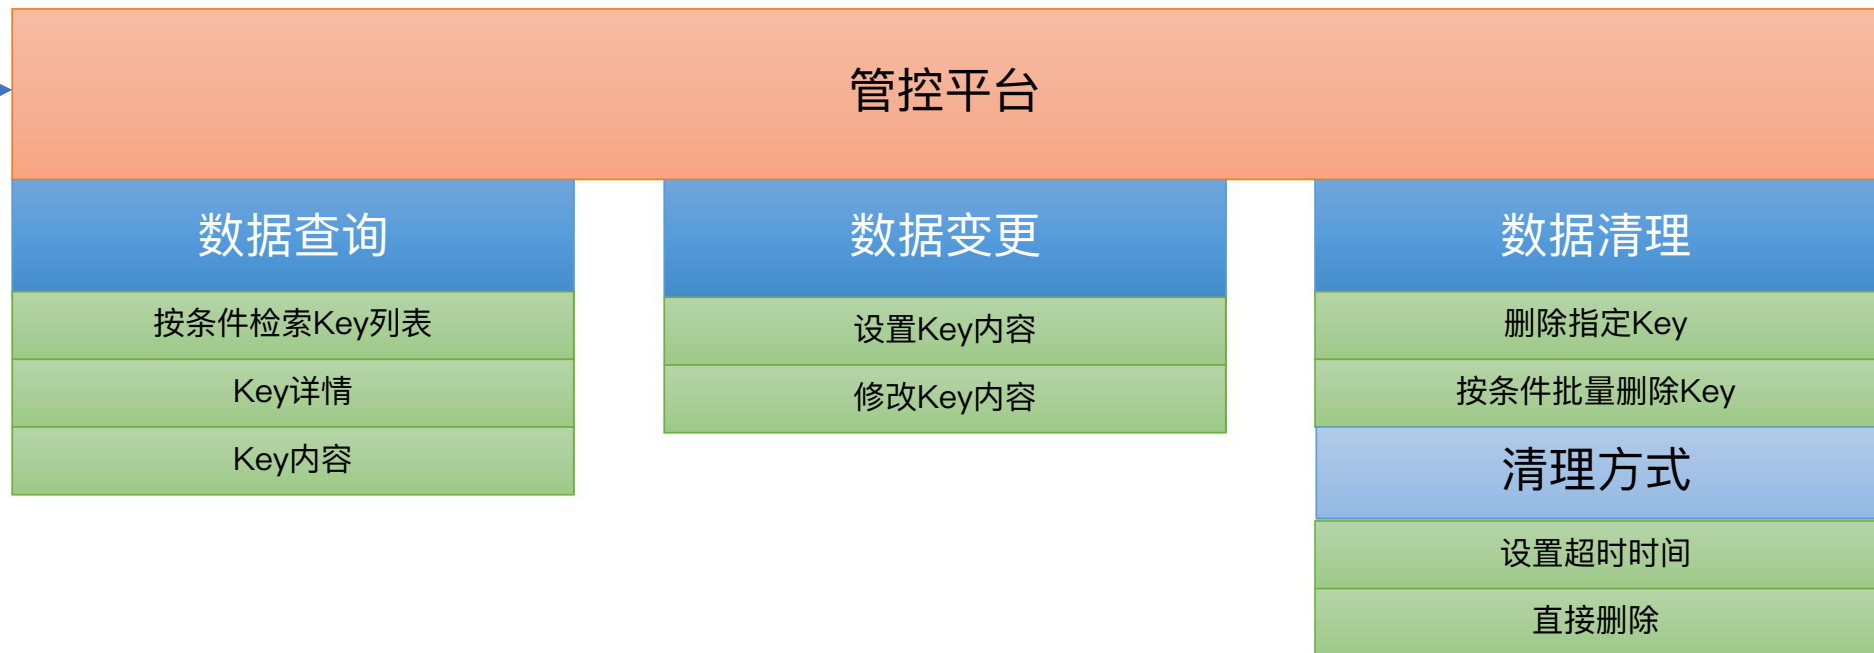 管控平台
数据查询
按条件检索Key列表
Key详情
Key内容
数据变更
设置Key内容
修改Key内容
数据清理
删除指定Key
按条件批量删除Key
清理方式
设置超时时间
直接删除